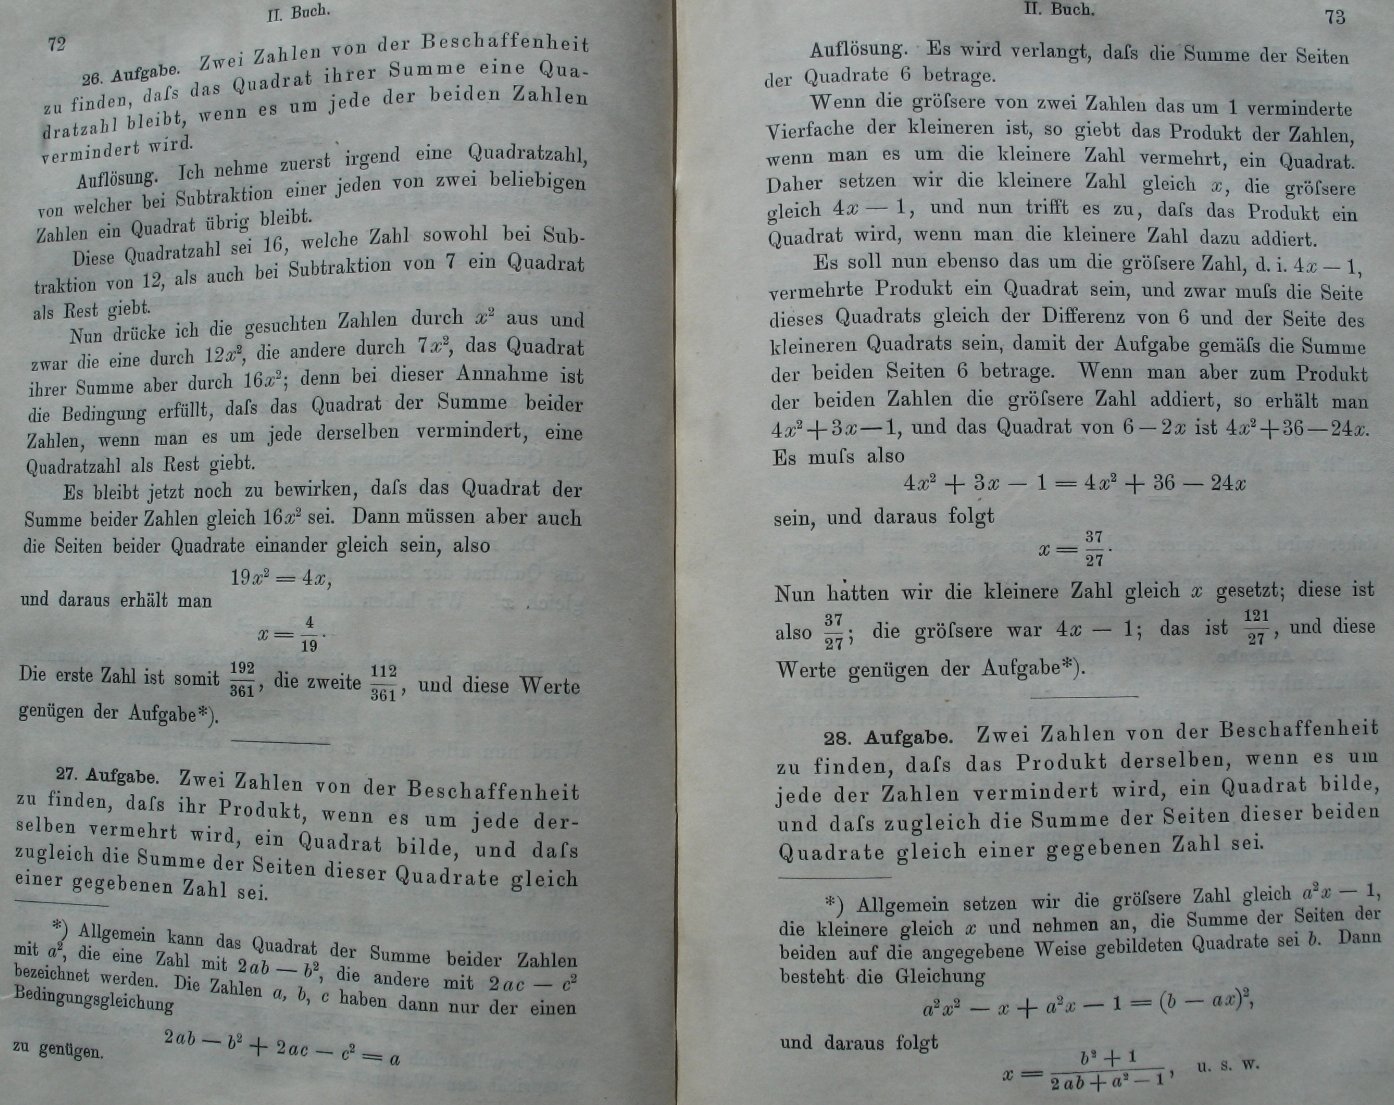 II. Buch.
72
26. Aufgabe. Zwei Zahlen von der Beschaffenheit
zu finden, daſs das Quadrat ihrer Summe eine Qua-
dratzahl bleibt, wenn es um jede der beiden Zahlen
vermindert wird.
Auflösung. Ich nehme zuerst irgend eine Quadratzahl,
von welcher bei Subtraktion einer jeden von zwei beliebigen
Zahlen ein Quadrat übrig bleibt.
Diese Quadratzahl sei 16, welche Zahl sowohl bei Sub-
traktion von 12, als auch bei Subtraktion von 7 ein Quadrat
als Rest giebt.
Nun drücke ich die gesuchten Zahlen durch x² aus und
zwar die eine durch 12x², die andere durch 7x², das Quadrat
ihrer Summe aber durch 16x²; denn bei dieser Annahme ist
die Bedingung erfüllt, daſs das Quadrat der Summe beider
Zahlen, wenn man es um jede derselben vermindert, eine
Quadratzahl als Rest giebt.
Es bleibt jetzt noch zu bewirken, daſs das Quadrat der
Summe beider Zahlen gleich 16x² sei. Dann müssen aber auch
die Seiten beider Quadrate einander gleich sein, also
19x² = 4x,
und daraus erhält man
x = 4/19.
Die erste Zahl ist somit 192/361, die zweite 112/361, und diese Werte
genügen der Aufgabe*).
27. Aufgabe. Zwei Zahlen von der Beschaffenheit
zu finden, daſs ihr Produkt, wenn es um jede der-
selben vermehrt wird, ein Quadrat bilde, und daſs
zugleich die Summe der Seiten dieser Quadrate gleich
einer gegebenen Zahl sei.
*) Allgemein kann das Quadrat der Summe beider Zahlen
mit a², die eine Zahl mit 2ab — b², die andere mit 2ac — c²
bezeichnet werden. Die Zahlen a, b, c haben dann nur der einen
Bedingungsgleichung
2ab — b² + 2ac — c² = a
zu genügen.
II. Buch.
73
Auflösung. Es wird verlangt, daſs die Summe der Seiten
der Quadrate 6 betrage.
Wenn die gröſsere von zwei Zahlen das um 1 verminderte
Vierfache der kleineren ist, so giebt das Produkt der Zahlen,
wenn man es um die kleinere Zahl vermehrt, ein Quadrat.
Daher setzen wir die kleinere Zahl gleich x, die gröſsere
gleich 4x — 1, und nun trifft es zu, daſs das Produkt ein
Quadrat wird, wenn man die kleinere Zahl dazu addiert.
Es soll nun ebenso das um die gröſsere Zahl, d. i. 4x — 1,
vermehrte Produkt ein Quadrat sein, und zwar muſs die Seite
dieses Quadrats gleich der Differenz von 6 und der Seite des
kleineren Quadrats sein, damit der Aufgabe gemäſs die Summe
der beiden Seiten 6 betrage. Wenn man aber zum Produkt
der beiden Zahlen die gröſsere Zahl addiert, so erhält man
4x² + 3x — 1, und das Quadrat von 6 — 2x ist 4x² + 36 — 24x.
Es muſs also
4x² + 3x — 1 = 4x² + 36 — 24x
sein, und daraus folgt
x = 37/27.
Nun hätten wir die kleinere Zahl gleich x gesetzt; diese ist
also 37/27; die gröſsere war 4x — 1; das ist 121/27, und diese
Werte genügen der Aufgabe*).
28. Aufgabe. Zwei Zahlen von der Beschaffenheit
zu finden, daſs das Produkt derselben, wenn es um
jede der Zahlen vermindert wird, ein Quadrat bilde,
und daſs zugleich die Summe der Seiten dieser beiden
Quadrate gleich einer gegebenen Zahl sei.
*) Allgemein setzen wir die gröſsere Zahl gleich a²x — 1,
die kleinere gleich x und nehmen an, die Summe der Seiten der
beiden auf die angegebene Weise gebildeten Quadrate sei b. Dann
besteht die Gleichung
a²x² — x + a²x — 1 = (b — ax)²,
und daraus folgt
x = (b² + 1)/(2ab + a² — 1), u. s. w.